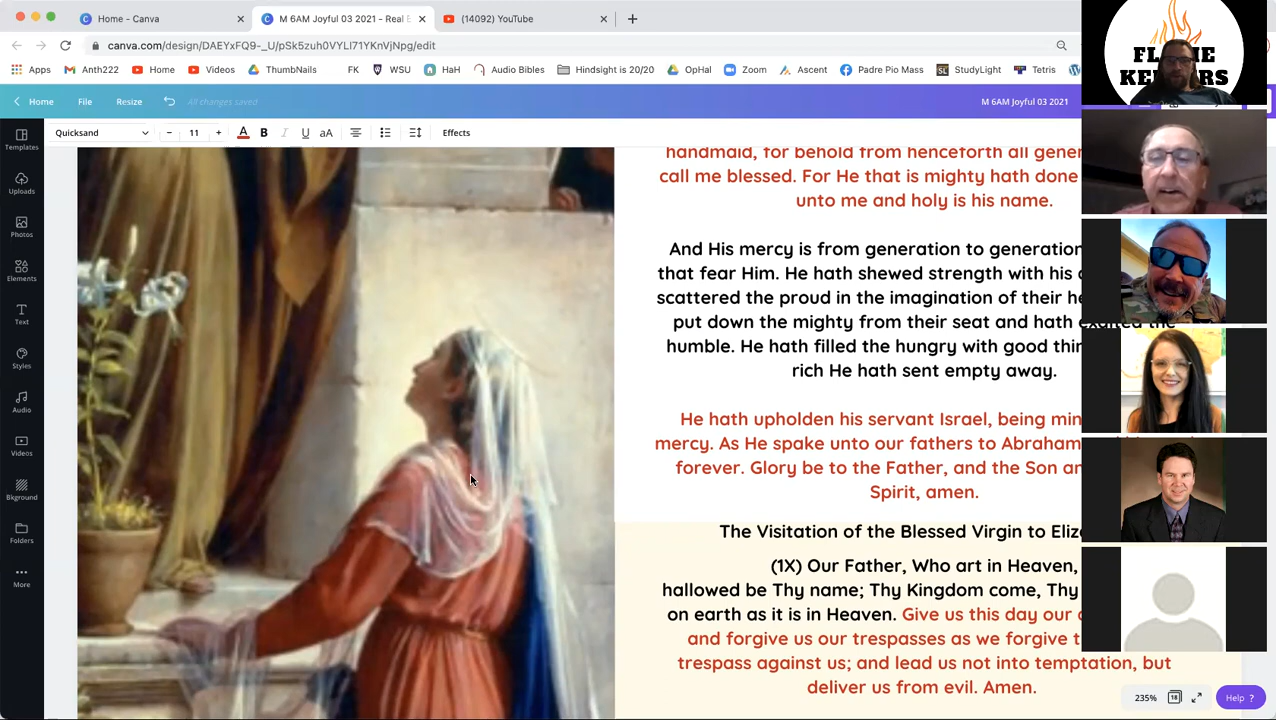 Home - Canva
M 6AM Joyful 03 2021 - Real E
(14092) YouTube
canva.com/design/DAEYxFQ9-_U/pSk5zuh0VYLI71YKnVjNpg/edit
Apps Anth222 Home Videos ThumbNails FK WSU HaH Audio Bibles Hindsight is 20/20 OpHal Zoom Ascent Padre Pio Mass StudyLight Tetris
Home File Resize All changes saved M 6AM Joyful 03 2021
Quicksand 11 A B I U aA Effects
Templates
Uploads
Photos
Elements
Text
Styles
Audio
Videos
Bkground
Folders
More
handmaid, for behold from henceforth all gener
call me blessed. For He that is mighty hath done
unto me and holy is his name.
And His mercy is from generation to generation
that fear Him. He hath shewed strength with his
scattered the proud in the imagination of their he
put down the mighty from their seat and hath exalted the
humble. He hath filled the hungry with good thin
rich He hath sent empty away.
He hath upholden his servant Israel, being min
mercy. As He spake unto our fathers to Abraham
forever. Glory be to the Father, and the Son an
Spirit, amen.
The Visitation of the Blessed Virgin to Eliz
(1X) Our Father, Who art in Heaven,
hallowed be Thy name; Thy Kingdom come, Thy
on earth as it is in Heaven. Give us this day our
and forgive us our trespasses as we forgive t
trespass against us; and lead us not into temptation, but
deliver us from evil. Amen.
235% 18 Help ?